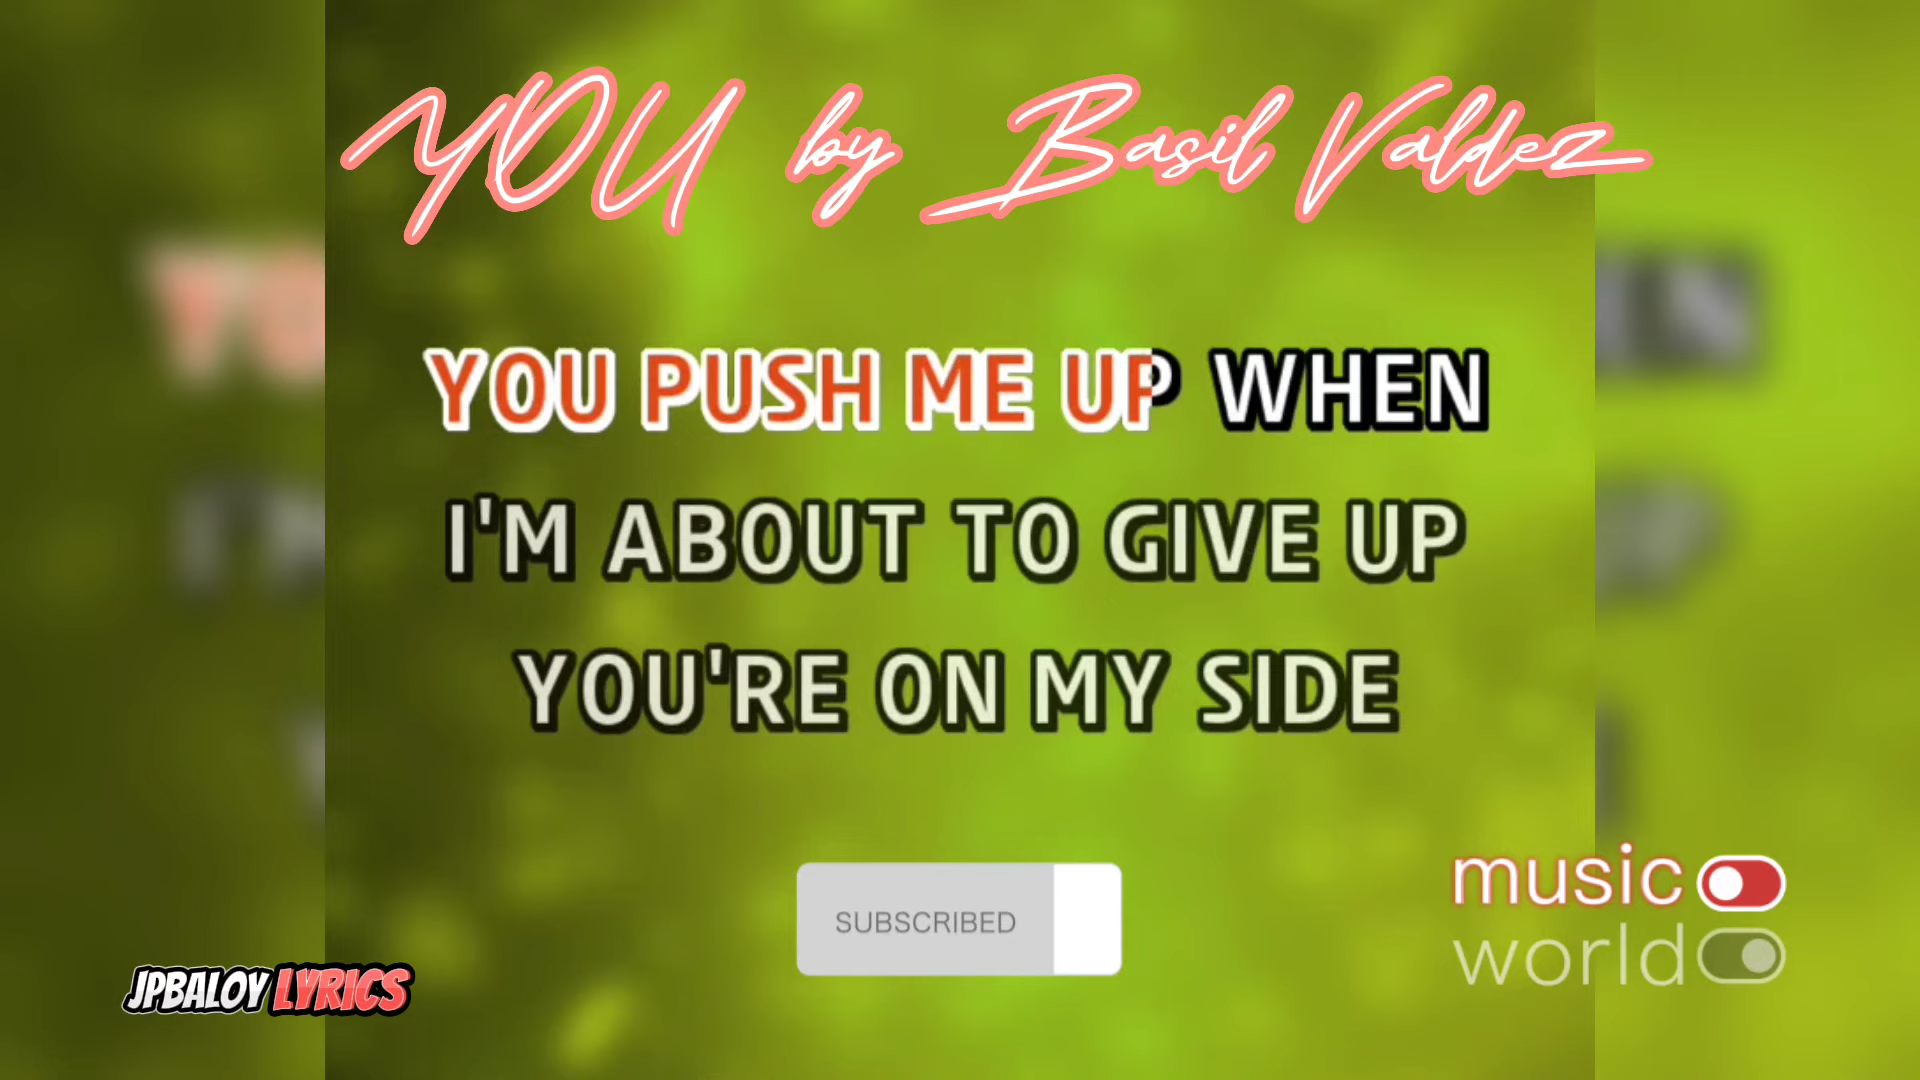 YOU by Basil Valdez
YOU PUSH ME UP WHEN
I'M ABOUT TO GIVE UP
YOU'RE ON MY SIDE
SUBSCRIBED
music
world
JPBALOY LYRICS